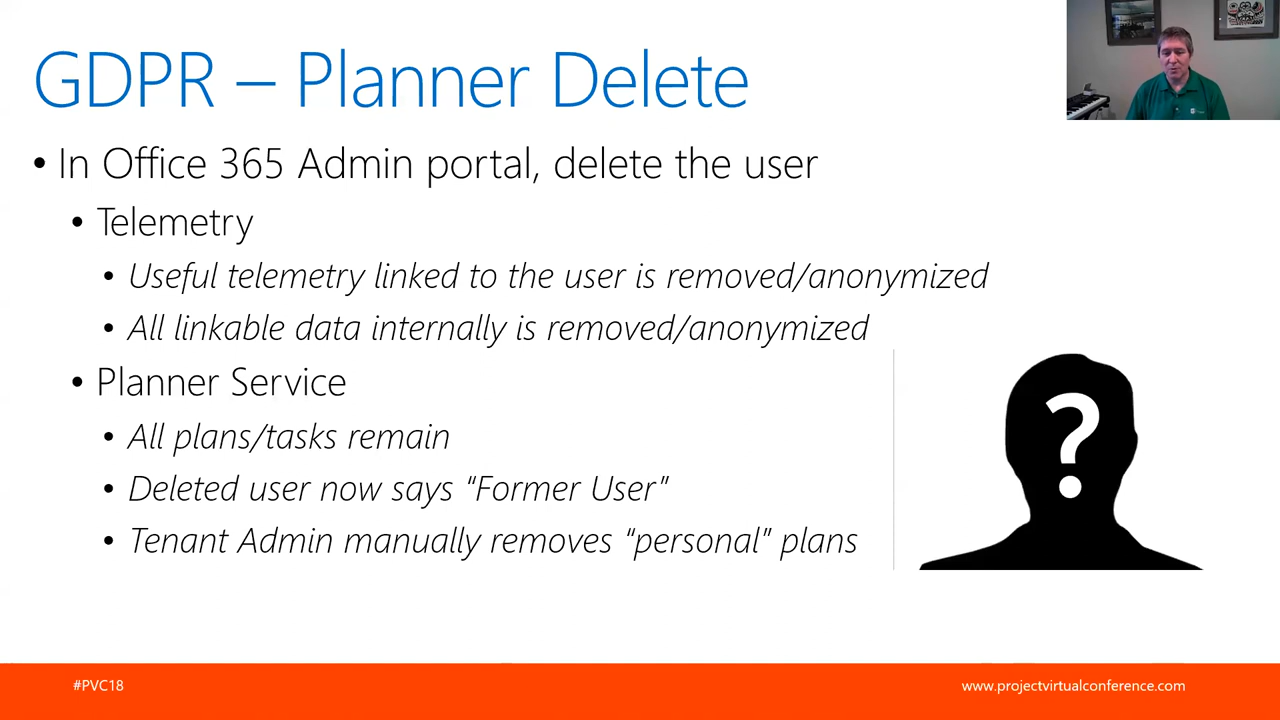 GDPR – Planner Delete
• In Office 365 Admin portal, delete the user
• Telemetry
• Useful telemetry linked to the user is removed/anonymized
• All linkable data internally is removed/anonymized
• Planner Service
• All plans/tasks remain
• Deleted user now says “Former User”
• Tenant Admin manually removes “personal” plans
?
#PVC18
www.projectvirtualconference.com